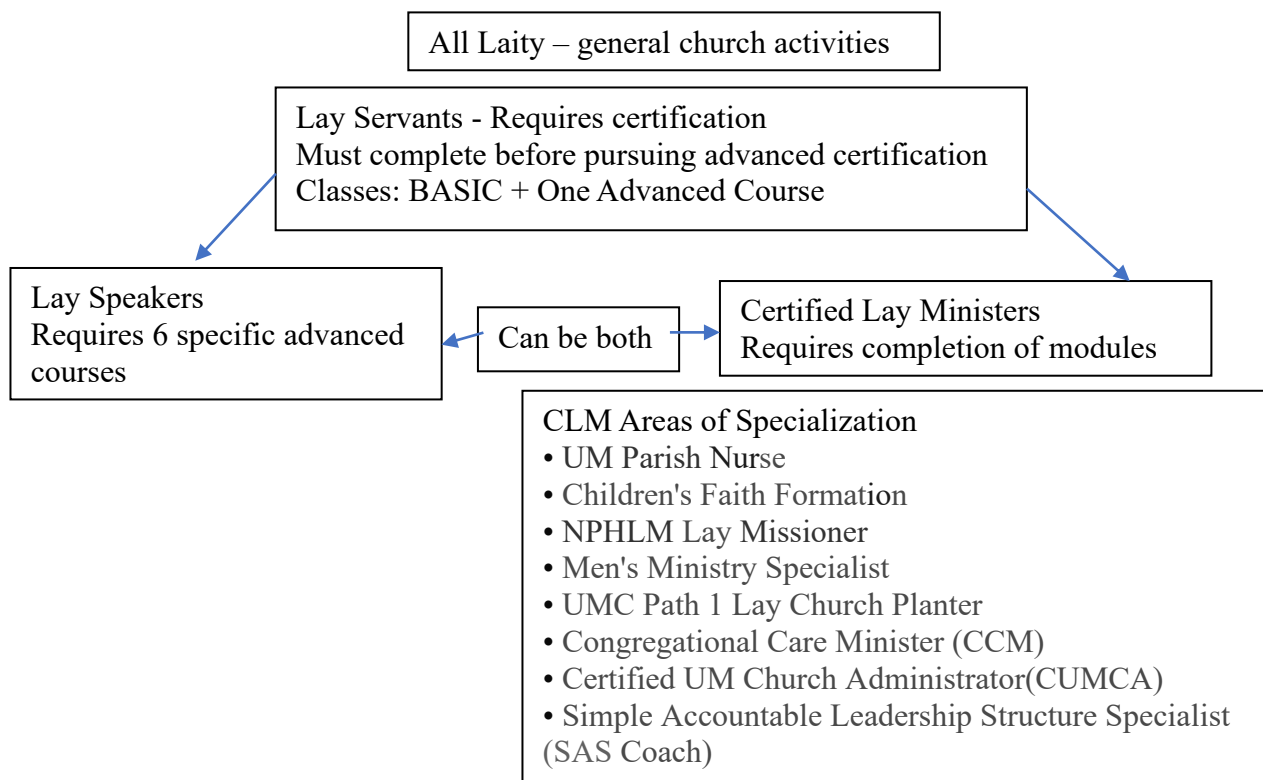 All Laity – general church activities
Lay Servants - Requires certification
Must complete before pursuing advanced certification
Classes: BASIC + One Advanced Course
Lay Speakers
Requires 6 specific advanced
courses
Can be both
Certified Lay Ministers
Requires completion of modules
CLM Areas of Specialization
• UM Parish Nurse
• Children's Faith Formation
• NPHLM Lay Missioner
• Men's Ministry Specialist
• UMC Path 1 Lay Church Planter
• Congregational Care Minister (CCM)
• Certified UM Church Administrator(CUMCA)
• Simple Accountable Leadership Structure Specialist
(SAS Coach)